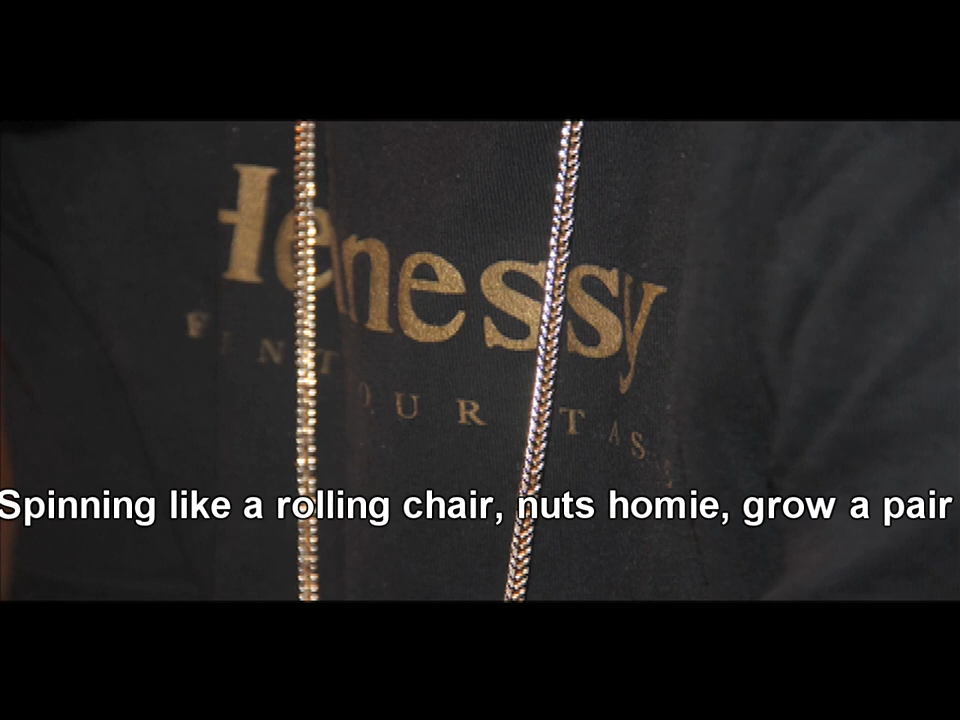 Hennessy
Spinning like a rolling chair, nuts homie, grow a pair